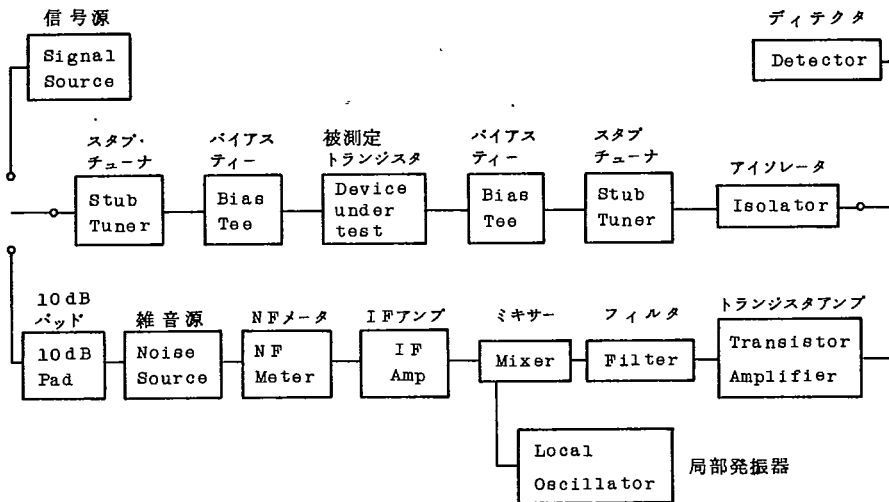 信号源
Signal
Source
ディテクタ
Detector
スタブ・
チューナ
Stub
Tuner
バイアス
ティー
Bias
Tee
被測定
トランジスタ
Device
under
test
バイアス
ティー
Bias
Tee
スタブ
チューナ
Stub
Tuner
アイソレータ
Isolator
10dB
パッド
10dB
Pad
雑音源
Noise
Source
NFメータ
NF
Meter
IFアンプ
IF
Amp
ミキサー
Mixer
フィルタ
Filter
トランジスタアンプ
Transistor
Amplifier
Local
Oscillator
局部発振器